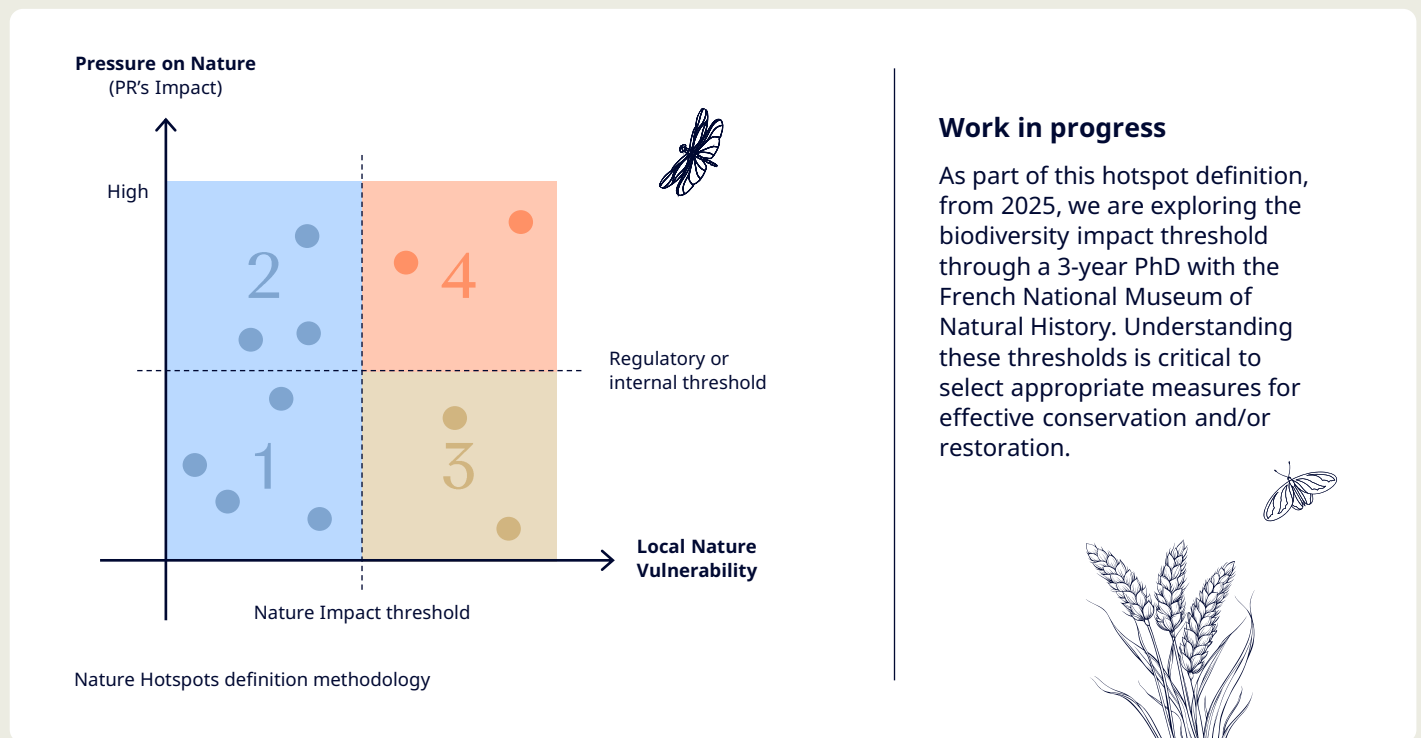 Pressure on Nature
(PR’s Impact)
High
2
4
Regulatory or
internal threshold
1
3
Local Nature
Vulnerability
Nature Impact threshold
Nature Hotspots definition methodology
Work in progress
As part of this hotspot definition,
from 2025, we are exploring the
biodiversity impact threshold
through a 3-year PhD with the
French National Museum of
Natural History. Understanding
these thresholds is critical to
select appropriate measures for
effective conservation and/or
restoration.